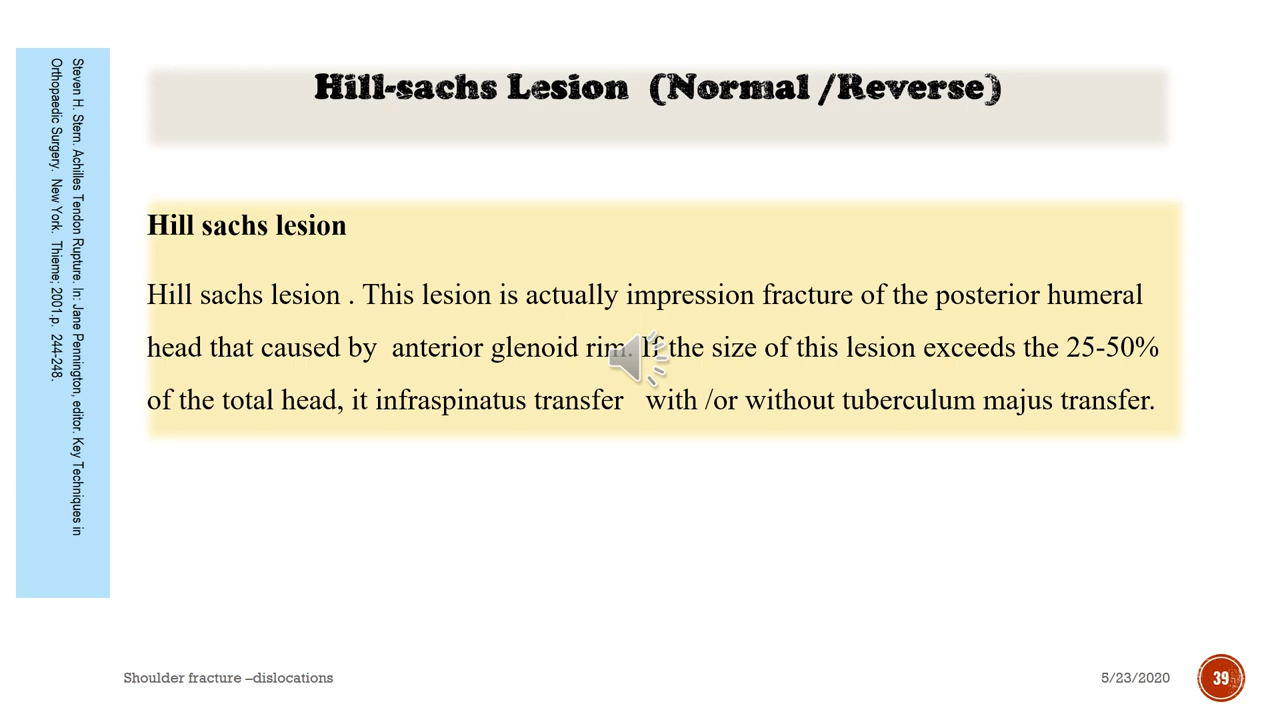 Hill-sachs Lesion (Normal /Reverse)
Steven H. Stern. Achilles Tendon Rupture. In: Jane Pennington, editor. Key Techniques in
Orthopaedic Surgery. New York. Thieme; 2001.p. 244-248.
Hill sachs lesion
Hill sachs lesion . This lesion is actually impression fracture of the posterior humeral
head that caused by anterior glenoid rim. If the size of this lesion exceeds the 25-50%
of the total head, it infraspinatus transfer with /or without tuberculum majus transfer.
Shoulder fracture –dislocations
5/23/2020
39